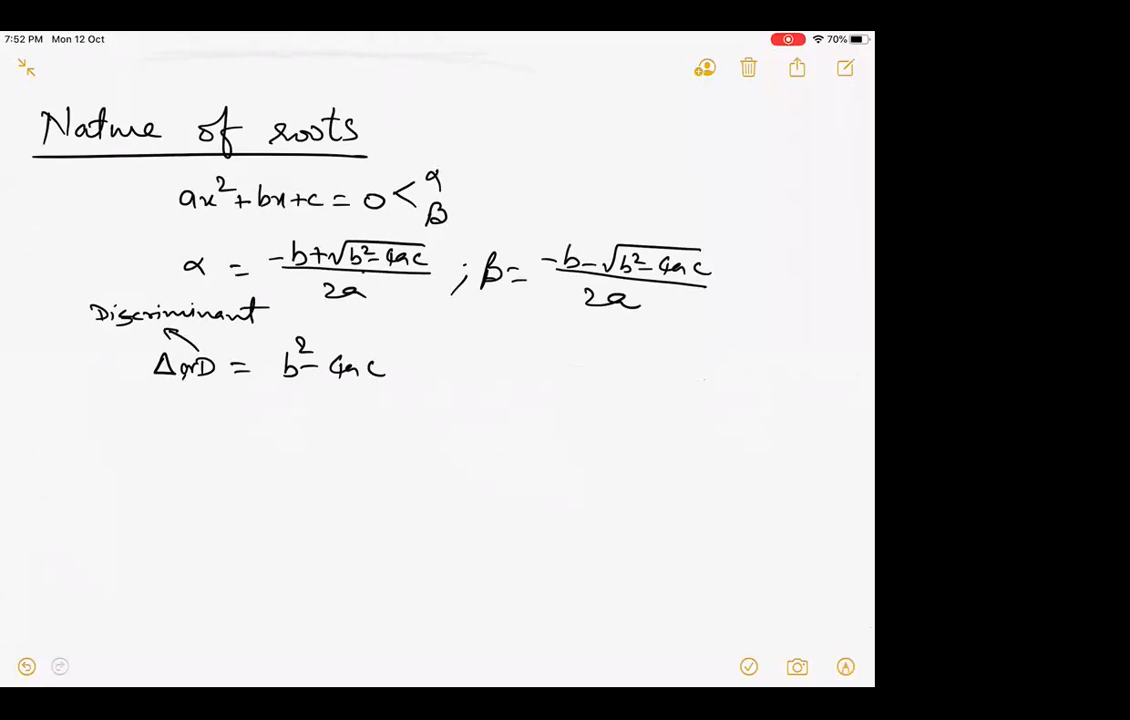 7:52 PM Mon 12 Oct 70%
Nature of roots
ax²+bx+c = 0 < α β
α = -b+√b²-4ac / 2a ; β = -b-√b²-4ac / 2a
Discriminant
Δ or D = b²-4ac